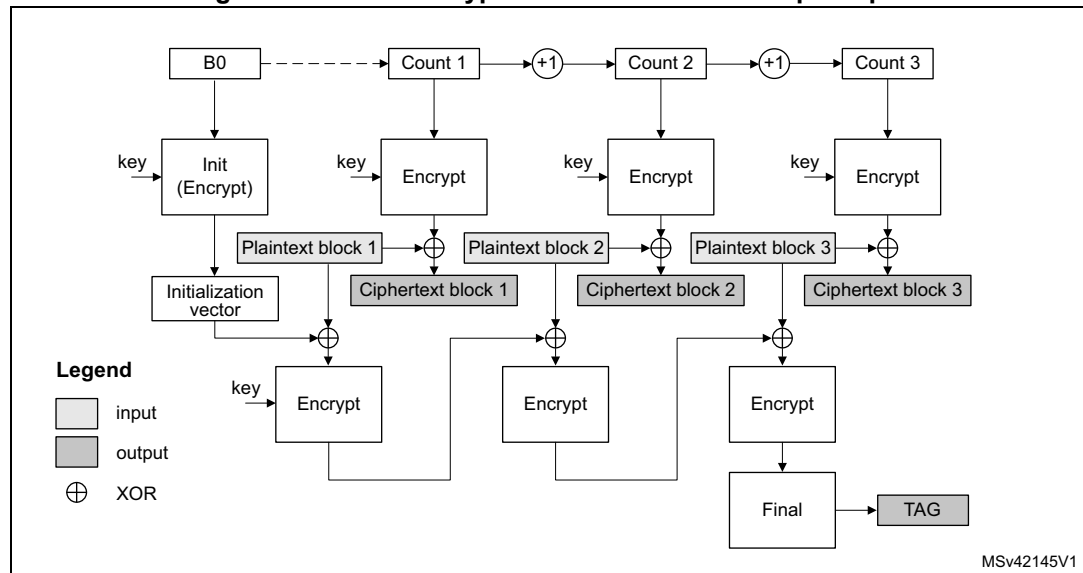 B0
Count 1
+1
Count 2
+1
Count 3
key
Init
(Encrypt)
key
Encrypt
key
Encrypt
key
Encrypt
Plaintext block 1
Plaintext block 2
Plaintext block 3
Ciphertext block 1
Ciphertext block 2
Ciphertext block 3
Initialization
vector
Legend
input
output
XOR
key
Encrypt
Encrypt
Encrypt
Final
TAG
MSv42145V1